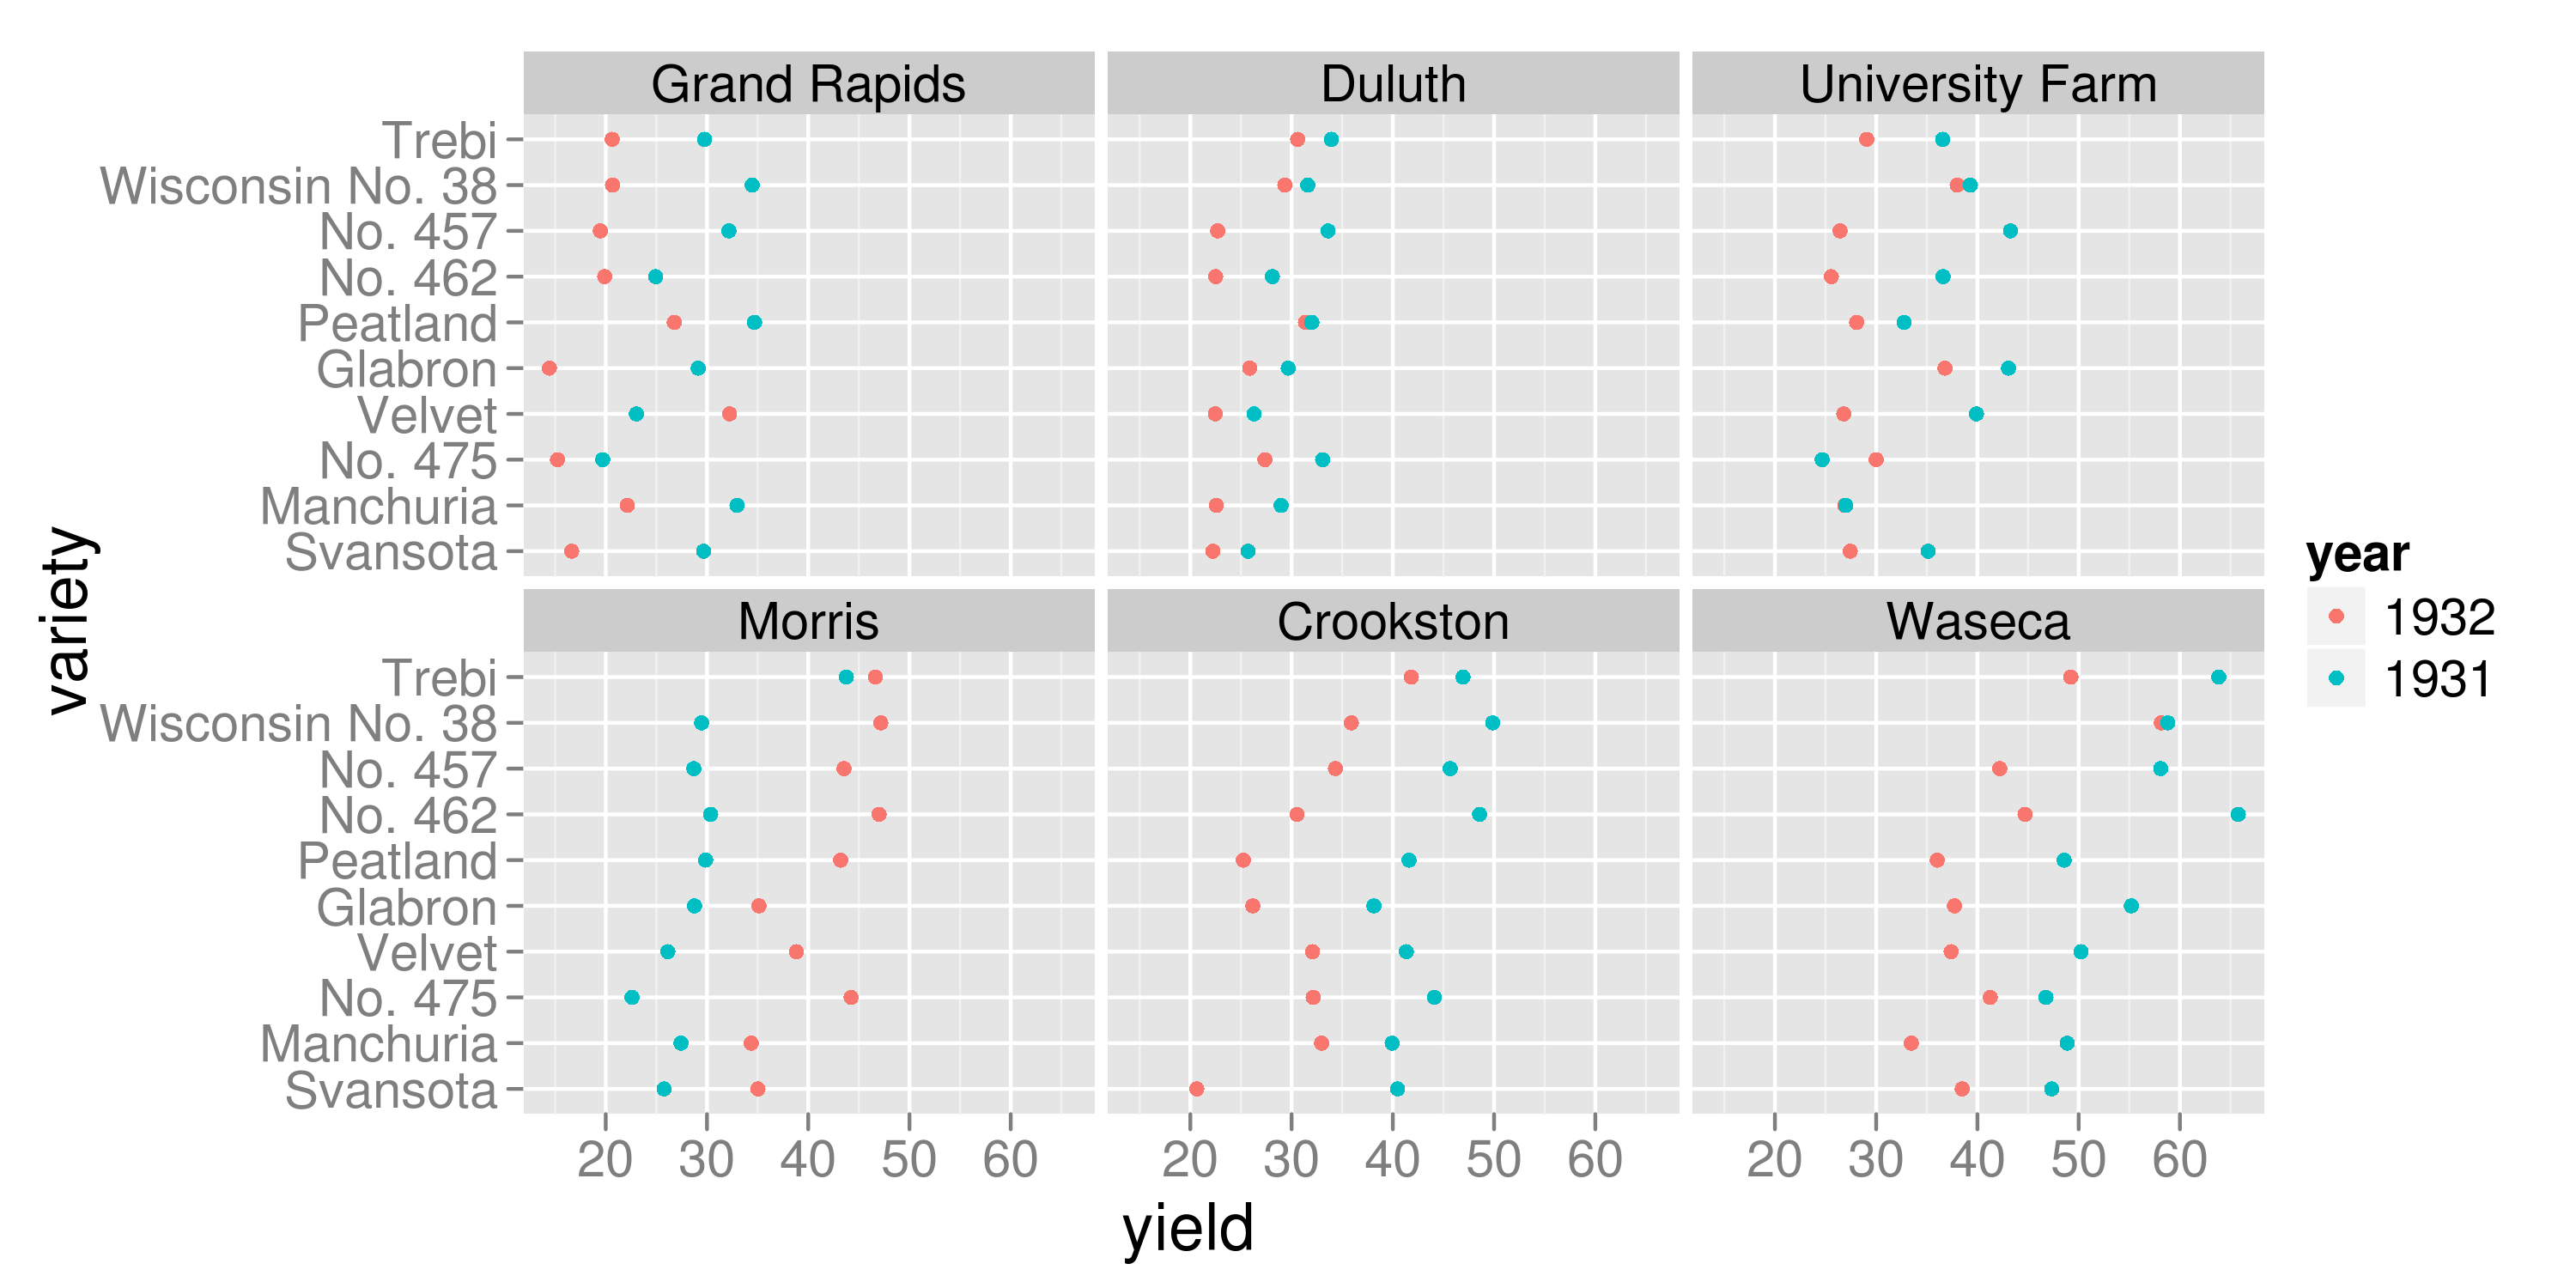 Grand Rapids
Duluth
University Farm
Trebi
Wisconsin No. 38
No. 457
No. 462
Peatland
Glabron
Velvet
No. 475
Manchuria
Svansota
Morris
Crookston
Waseca
Trebi
Wisconsin No. 38
No. 457
No. 462
Peatland
Glabron
Velvet
No. 475
Manchuria
Svansota
20 30 40 50 60
20 30 40 50 60
20 30 40 50 60
yield
variety
year
1932
1931